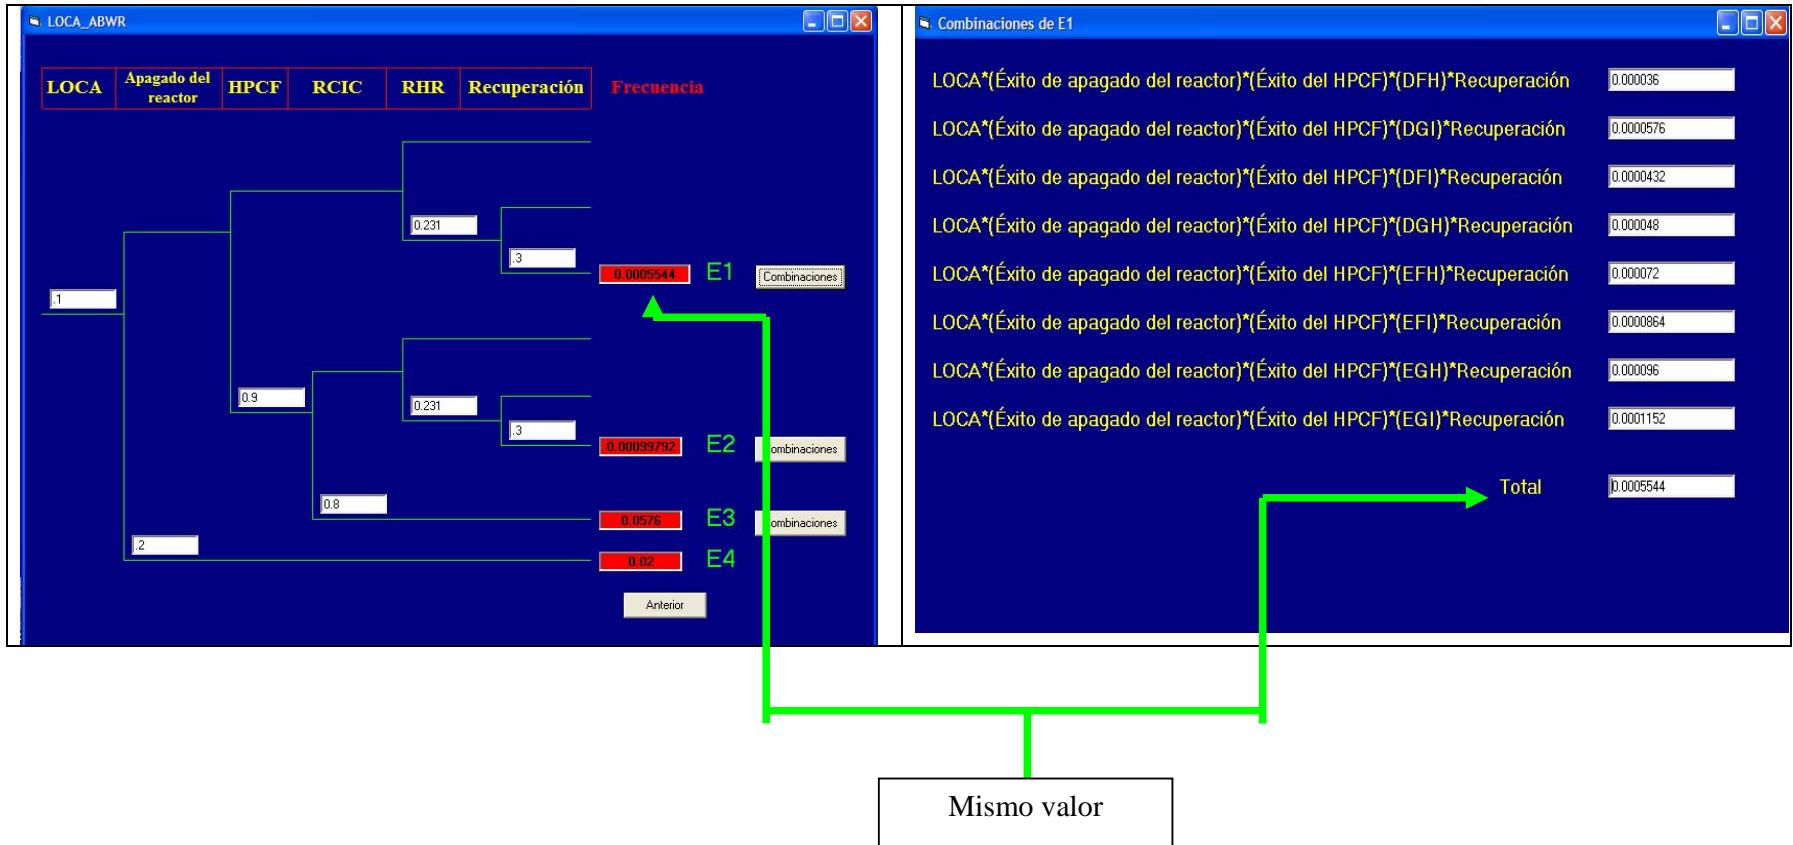 LOCA_ABWR
LOCA
Apagado del
reactor
HPCF
RCIC
RHR
Recuperación
Frecuencia
0.231
.3
0.0005544
E1
Combinaciones
.1
0.9
0.231
.3
0.00099792
E2
Combinaciones
0.8
0.0576
E3
Combinaciones
.2
0.02
E4
Anterior
Combinaciones de E1
LOCA*(Éxito de apagado del reactor)*(Éxito del HPCF)*(DFH)*Recuperación 0.000036
LOCA*(Éxito de apagado del reactor)*(Éxito del HPCF)*(DGI)*Recuperación 0.0000576
LOCA*(Éxito de apagado del reactor)*(Éxito del HPCF)*(DFI)*Recuperación 0.0000432
LOCA*(Éxito de apagado del reactor)*(Éxito del HPCF)*(DGH)*Recuperación 0.000048
LOCA*(Éxito de apagado del reactor)*(Éxito del HPCF)*(EFH)*Recuperación 0.000072
LOCA*(Éxito de apagado del reactor)*(Éxito del HPCF)*(EFI)*Recuperación 0.0000864
LOCA*(Éxito de apagado del reactor)*(Éxito del HPCF)*(EGH)*Recuperación 0.000096
LOCA*(Éxito de apagado del reactor)*(Éxito del HPCF)*(EGI)*Recuperación 0.0001152
Total 0.0005544
Mismo valor